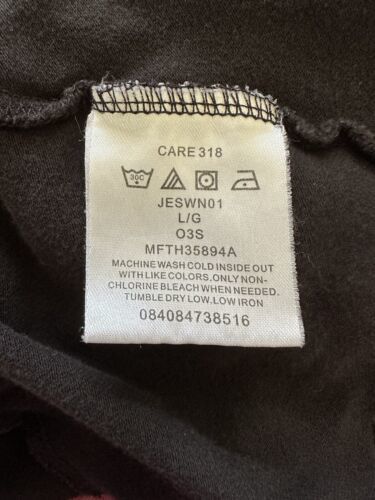 CARE 318
30C
JESWN01
L/G
O3S
MFTH35894A
MACHINE WASH COLD INSIDE OUT
WITH LIKE COLORS.ONLY NON-
CHLORINE BLEACH WHEN NEEDED.
TUMBLE DRY LOW.LOW IRON
084084738516